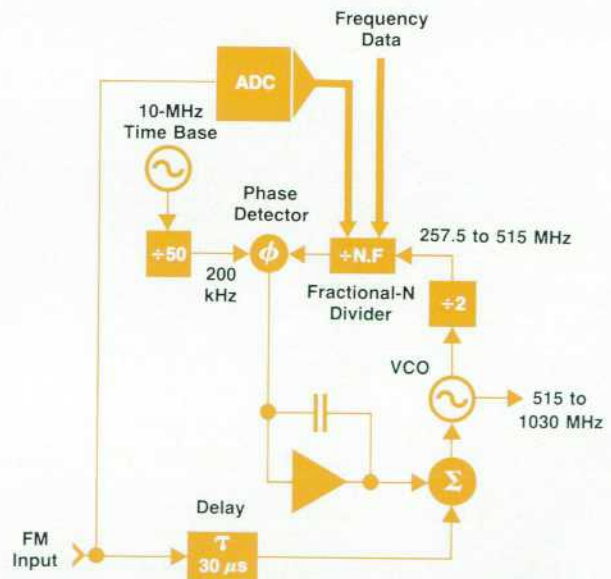 Frequency
Data
ADC
10-MHz
Time Base
Phase
Detector
÷50
ϕ
÷N.F
257.5 to 515 MHz
200
kHz
Fractional-N
Divider
÷2
VCO
515 to
1030 MHz
Σ
Delay
FM
Input
τ
30 μs